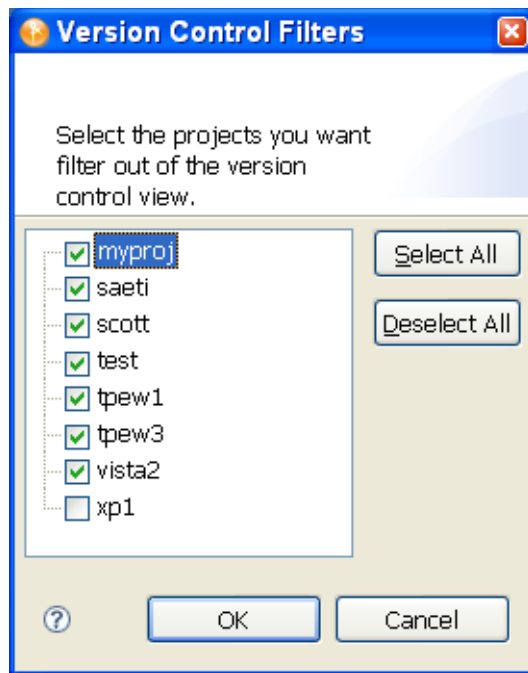 Version Control Filters
Select the projects you want
filter out of the version
control view.
myproj
saeti
scott
test
tpew1
tpew3
vista2
xp1
Select All
Deselect All
?
OK
Cancel